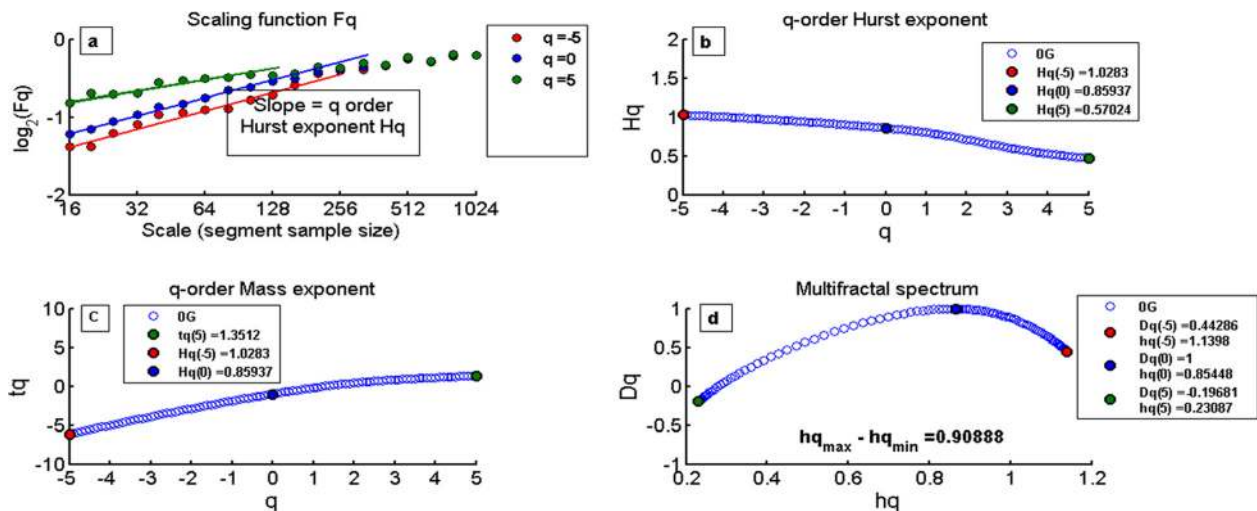 Scaling function Fq
a
0
-1
-2
log2(Fq)
16 32 64 128 256 512 1024
Scale (segment sample size)
Slope = q order
Hurst exponent Hq
q =-5
q =0
q =5
q-order Hurst exponent
b
2
1.5
1
0.5
0
Hq
-5 -4 -3 -2 -1 0 1 2 3 4 5
q
0G
Hq(-5) =1.0283
Hq(0) =0.85937
Hq(5) =0.57024
q-order Mass exponent
c
10
5
0
-5
-10
tq
-5 -4 -3 -2 -1 0 1 2 3 4 5
q
0G
tq(5) =1.3512
Hq(-5) =1.0283
Hq(0) =0.85937
Multifractal spectrum
d
1
0.5
0
-0.5
-1
Dq
0.2 0.4 0.6 0.8 1 1.2
hq
hqmax - hqmin =0.90888
0G
Dq(-5) =0.44286
hq(-5) =1.1398
Dq(0) =1
hq(0) =0.85448
Dq(5) =-0.19681
hq(5) =0.23087